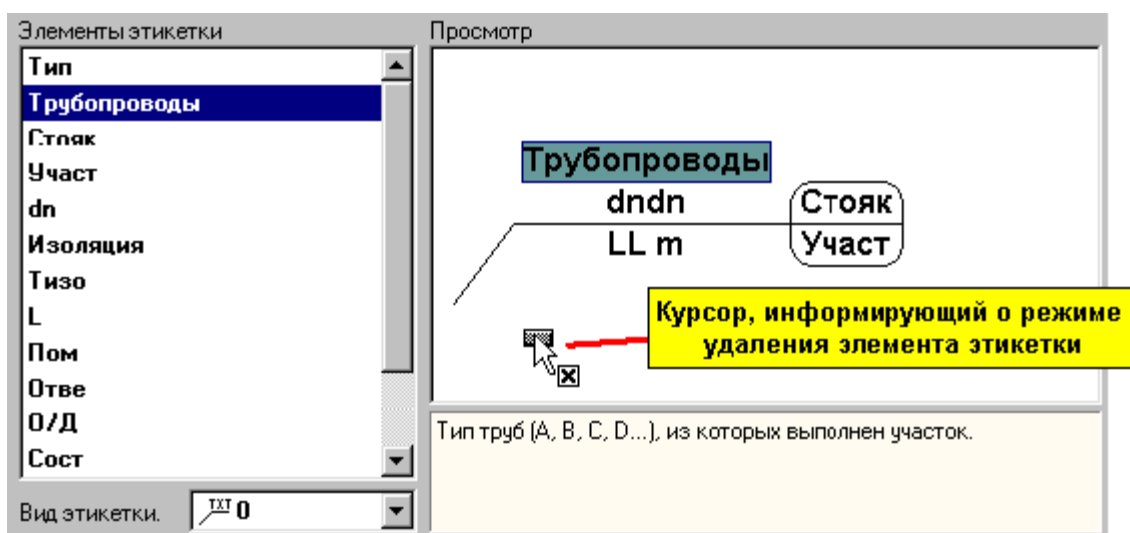 Элементы этикетки
Тип
Трубопроводы
Стояк
Участ
dn
Изоляция
Тизо
L
Пом
Отве
О/Д
Сост
Вид этикетки.
TXT 0
Просмотр
Трубопроводы
dndn
Стояк
LL m
Участ
Курсор, информирующий о режиме
удаления элемента этикетки
Тип труб (A, B, C, D...), из которых выполнен участок.